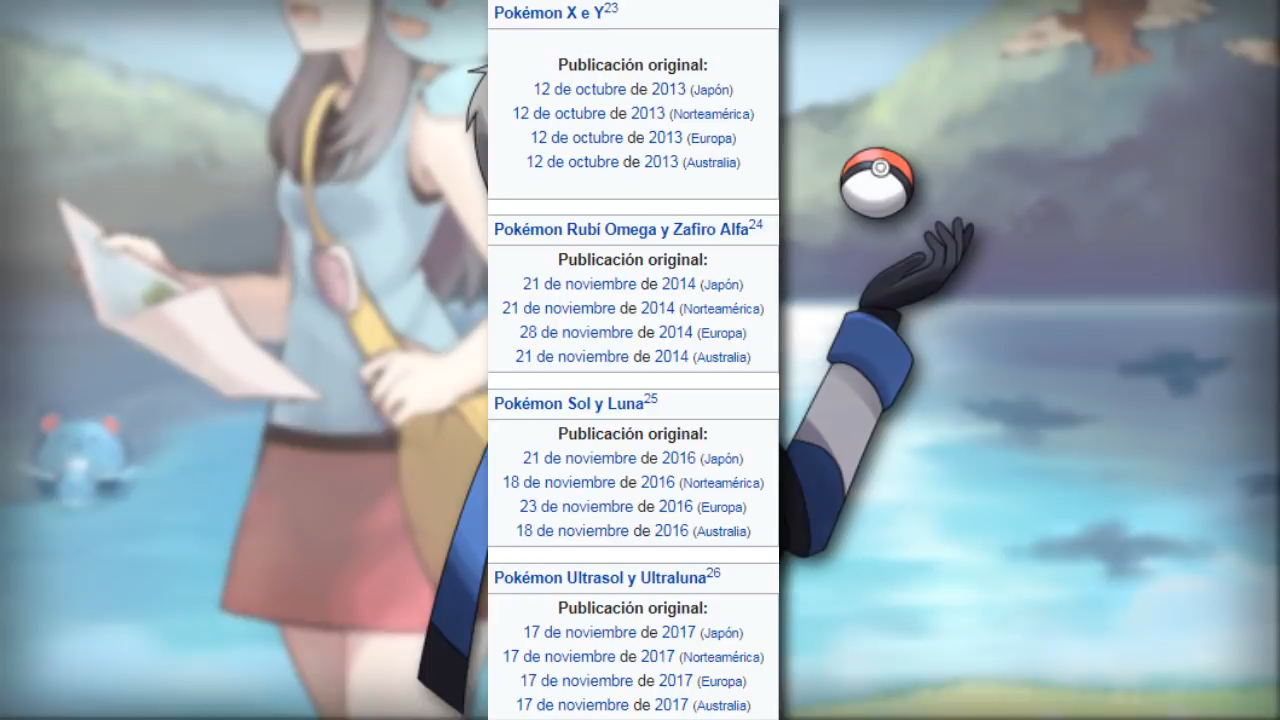 Pokémon X e Y23
Publicación original:
12 de octubre de 2013 (Japón)
12 de octubre de 2013 (Norteamérica)
12 de octubre de 2013 (Europa)
12 de octubre de 2013 (Australia)
Pokémon Rubí Omega y Zafiro Alfa24
Publicación original:
21 de noviembre de 2014 (Japón)
21 de noviembre de 2014 (Norteamérica)
28 de noviembre de 2014 (Europa)
21 de noviembre de 2014 (Australia)
Pokémon Sol y Luna25
Publicación original:
21 de noviembre de 2016 (Japón)
18 de noviembre de 2016 (Norteamérica)
23 de noviembre de 2016 (Europa)
18 de noviembre de 2016 (Australia)
Pokémon Ultrasol y Ultraluna26
Publicación original:
17 de noviembre de 2017 (Japón)
17 de noviembre de 2017 (Norteamérica)
17 de noviembre de 2017 (Europa)
17 de noviembre de 2017 (Australia)